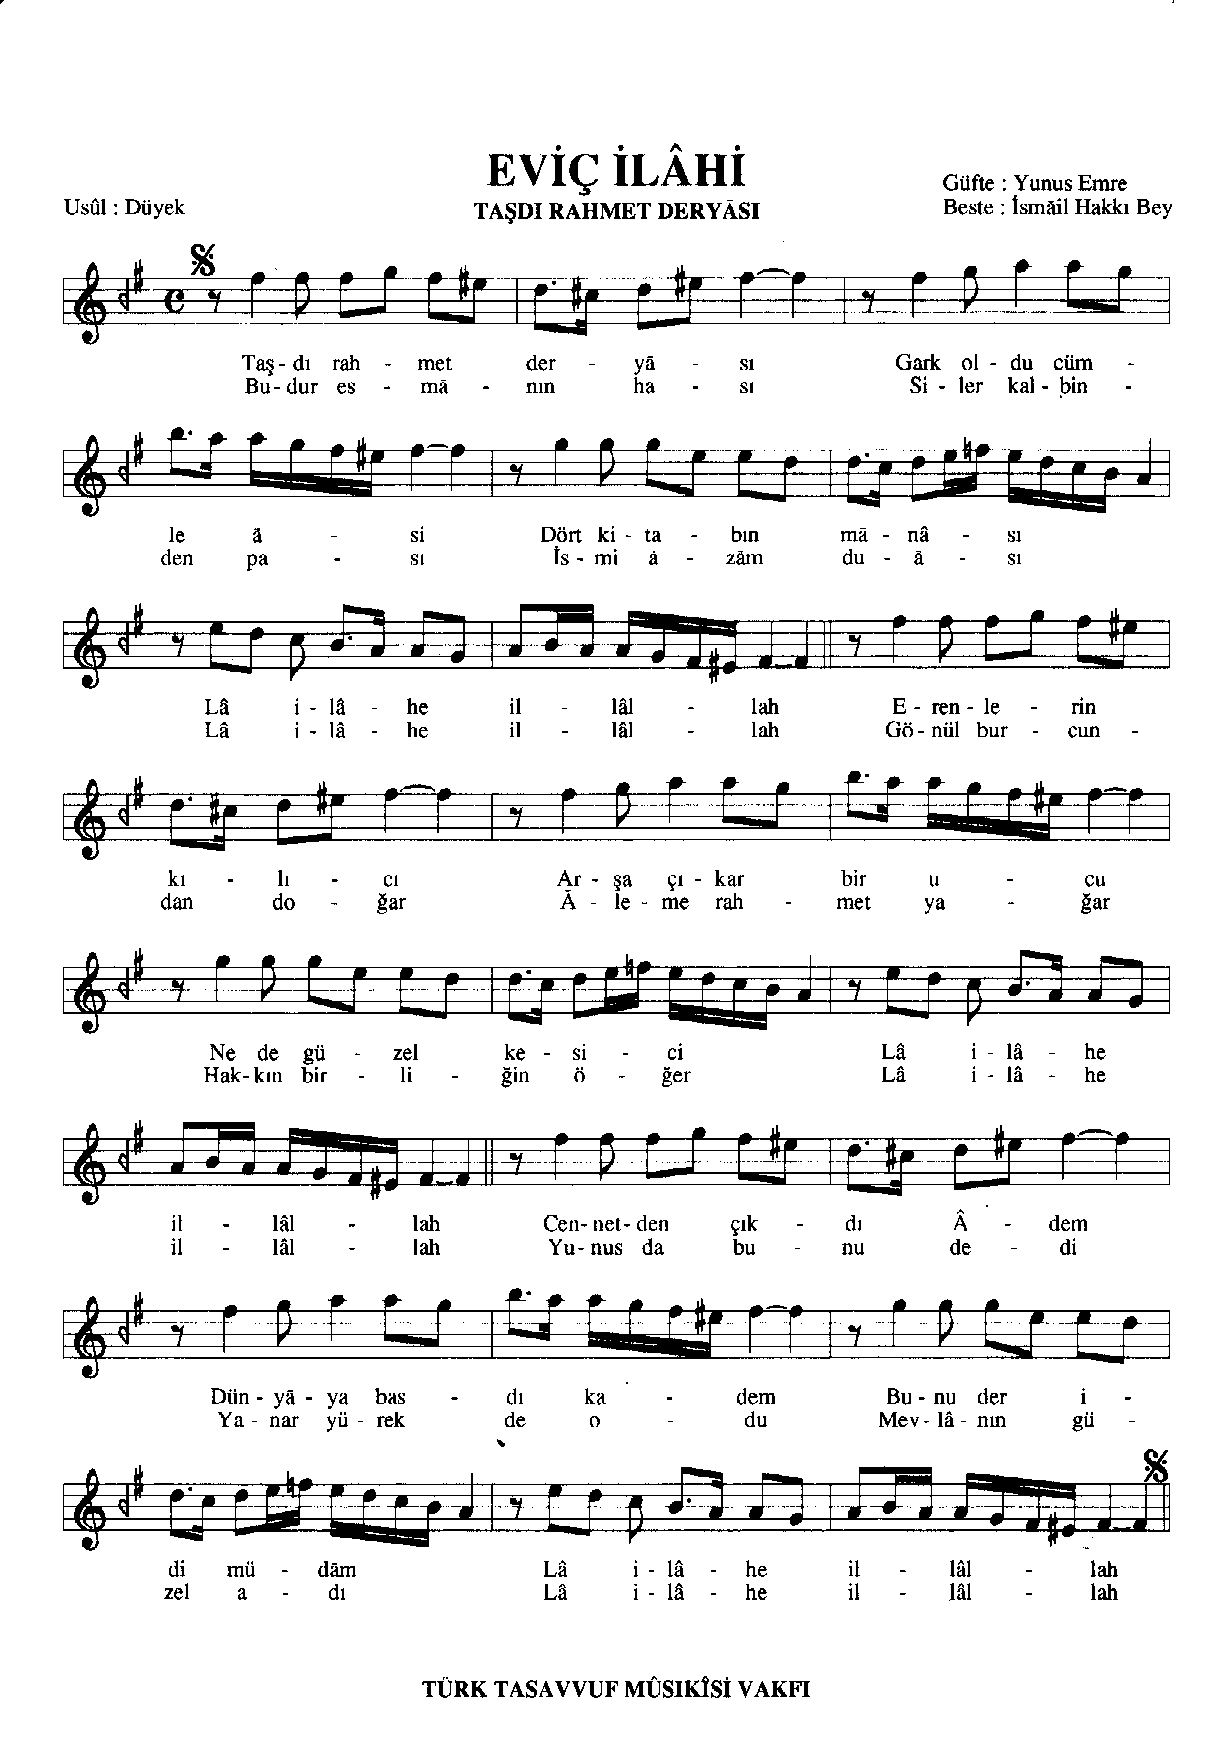 EVİÇ İLÂHİ
Güfte : Yunus Emre
Usûl : Düyek
TAŞDI RAHMET DERYÂSI
Beste : İsmâil Hakkı Bey
Taş - dı rah - met der - yâ - sı Gark ol - du cüm -
Bu - dur es - mâ - nın ha - sı Si - ler kal - bin -
le â - si Dört ki - ta - bın mâ - nâ - sı
den pa - sı İs - mi â - zâm du - â - sı
Lâ i - lâ - he il - lâl - lah E - ren - le - rin
Lâ i - lâ - he il - lâl - lah Gö - nül bur - cun -
kı - lı - cı Ar - şa çı - kar bir u - cu
dan do - ğar Â - le - me rah - met ya - ğar
Ne de gü - zel ke - si - ci Lâ i - lâ - he
Hak - kın bir - li - ğin ö - ğer Lâ i - lâ - he
il - lâl - lah Cen - net - den çık - dı Â - dem
il - lâl - lah Yu - nus da bu - nu de - di
Dün - yâ - ya bas - dı ka - dem Bu - nu der i -
Ya - nar yü - rek de o - du Mev - lâ - nın gü -
di mü - dâm Lâ i - lâ - he il - lâl - lah
zel a - dı Lâ i - lâ - he il - lâl - lah
TÜRK TASAVVUF MÛSIKÎSİ VAKFI